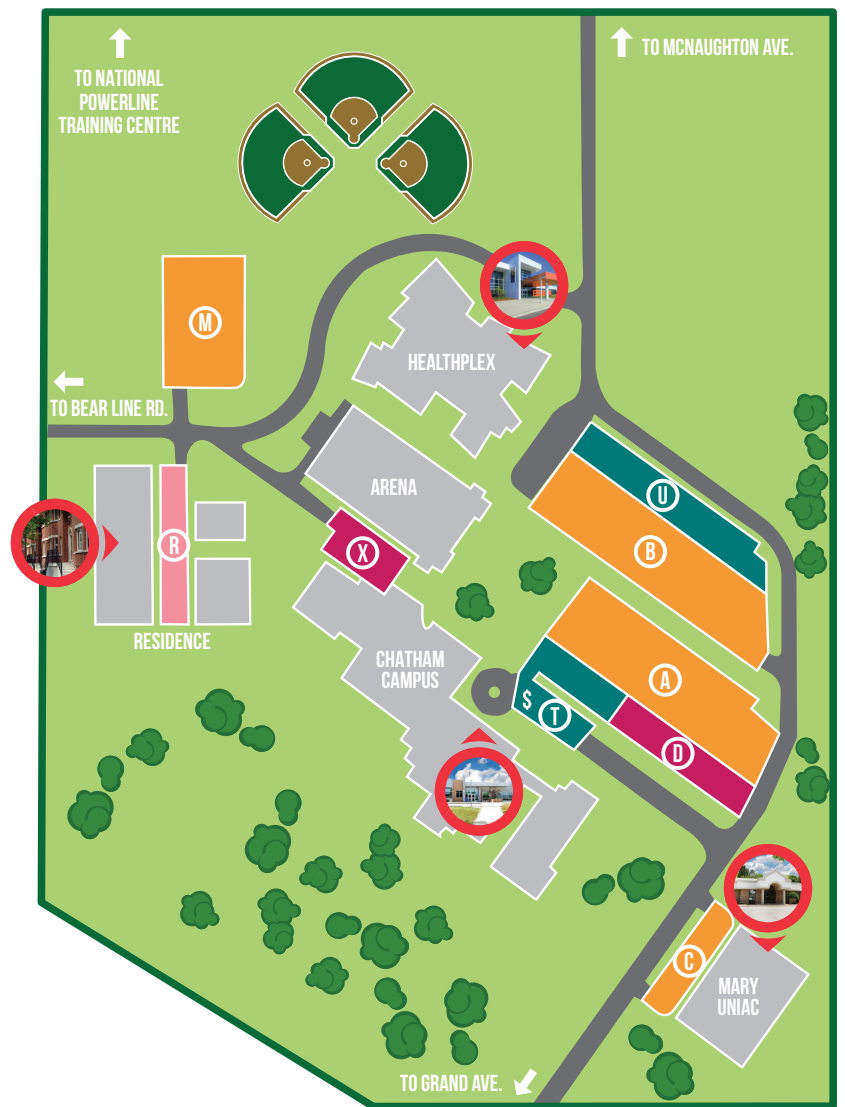 TO NATIONAL
POWERLINE
TRAINING CENTRE
TO MCNAUGHTON AVE.
M
HEALTHPLEX
TO BEAR LINE RD.
ARENA
U
B
R
X
RESIDENCE
CHATHAM
CAMPUS
A
$
T
D
C
MARY
UNIAC
TO GRAND AVE.